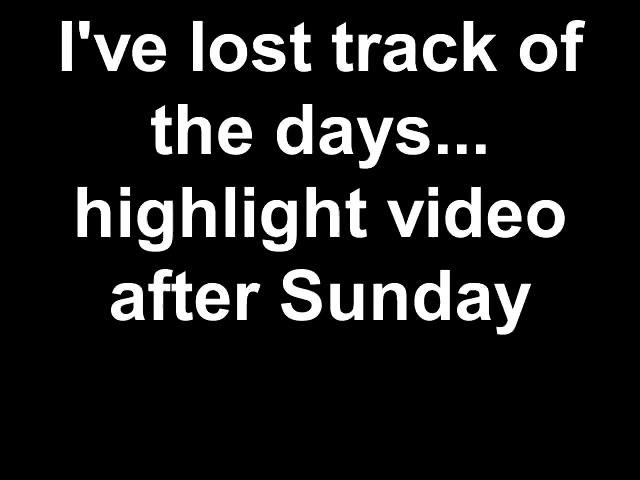 I've lost track of
the days...
highlight video
after Sunday